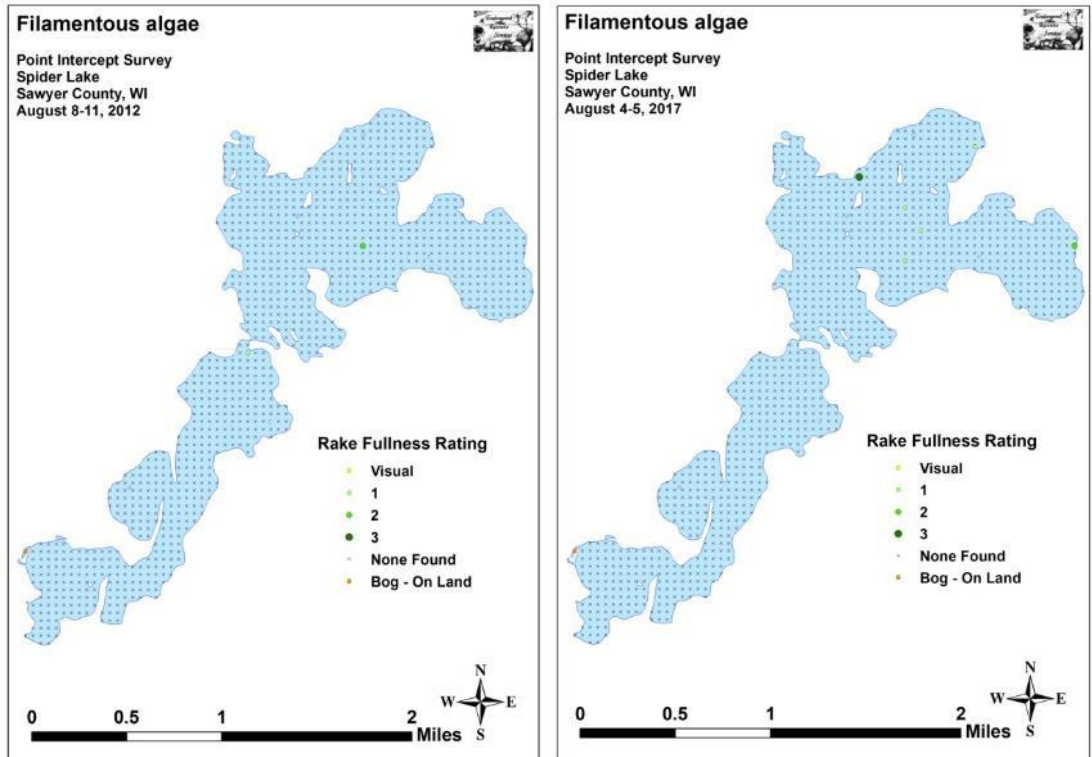 Filamentous algae
Point Intercept Survey
Spider Lake
Sawyer County, WI
August 8-11, 2012
Rake Fullness Rating
Visual
1
2
3
None Found
Bog - On Land
N
W E
S
0 0.5 1 2
Miles
Filamentous algae
Point Intercept Survey
Spider Lake
Sawyer County, WI
August 4-5, 2017
Rake Fullness Rating
Visual
1
2
3
None Found
Bog - On Land
N
W E
S
0 0.5 1 2
Miles